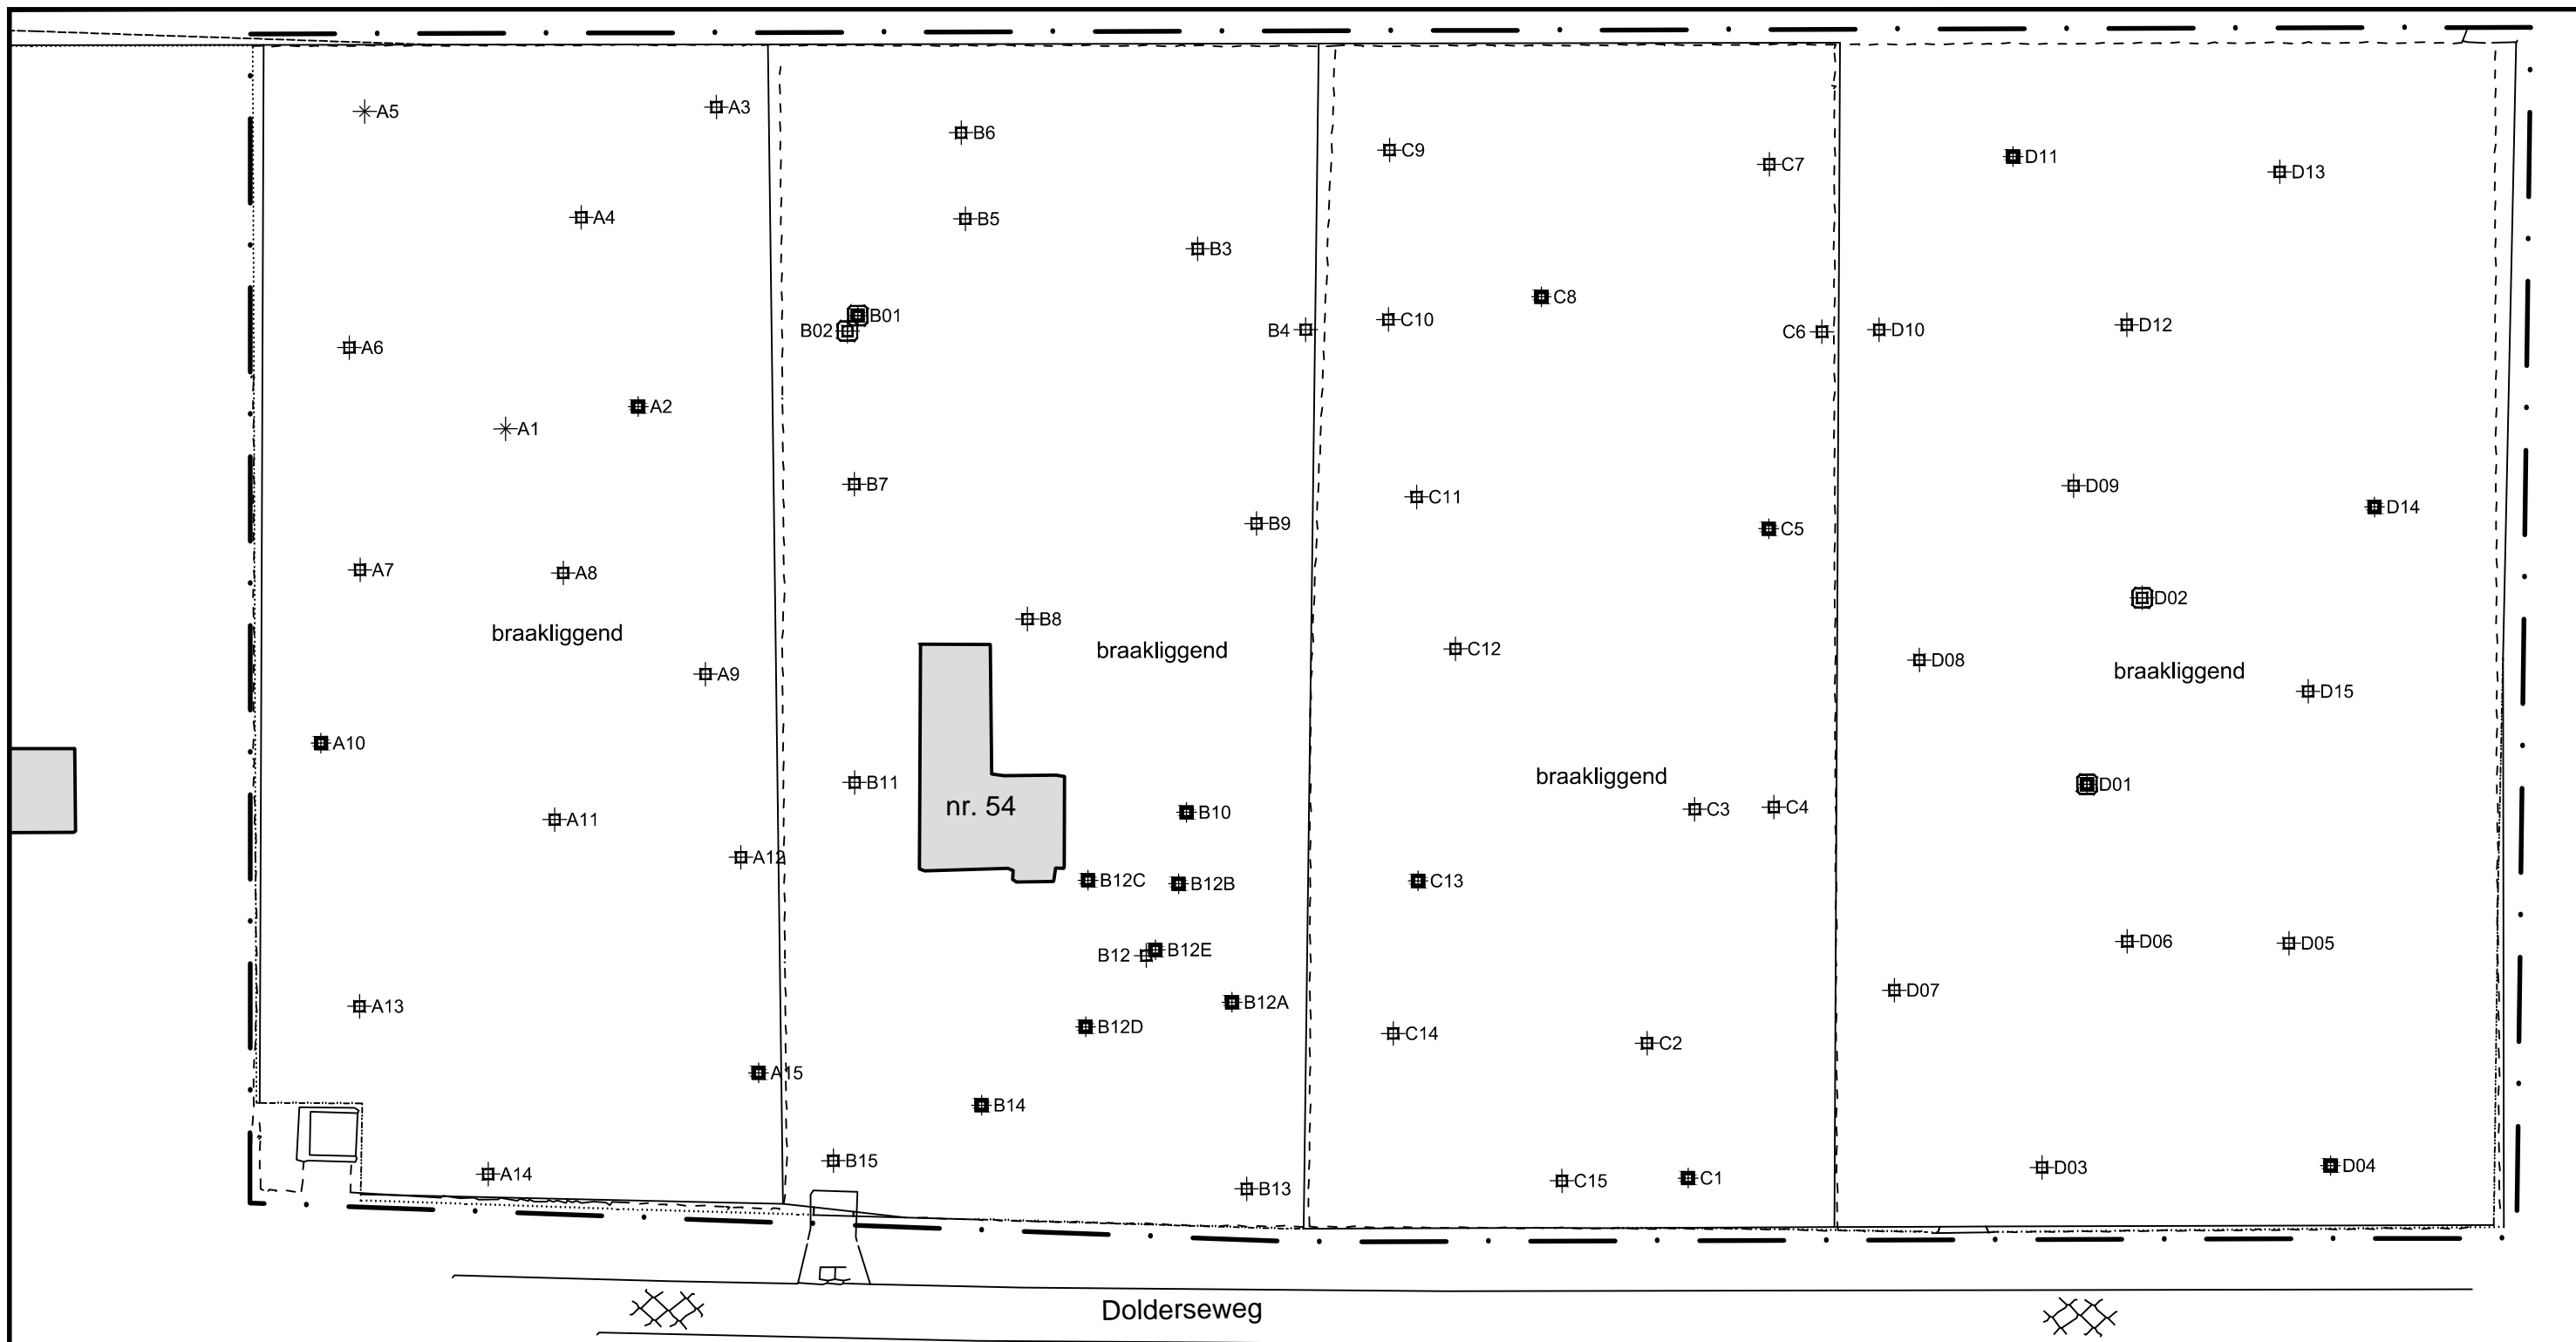 A5
A3
B6
C9
C7
D11
D13
A4
B5
B3
C8
B01
B02
B4
C10
C6
D10
D12
A6
A2
A1
B7
D09
C11
D14
B9
C5
A7
A8
D02
B8
braakliggend
braakliggend
C12
D08
braakliggend
A9
D15
A10
braakliggend
B11
D01
nr. 54
B10
C3
C4
A11
A12
B12C
B12B
C13
B12
B12E
D06
D05
D07
A13
B12A
B12D
C14
C2
A15
B14
B15
A14
B13
C15
C1
D03
D04
Dolderseweg